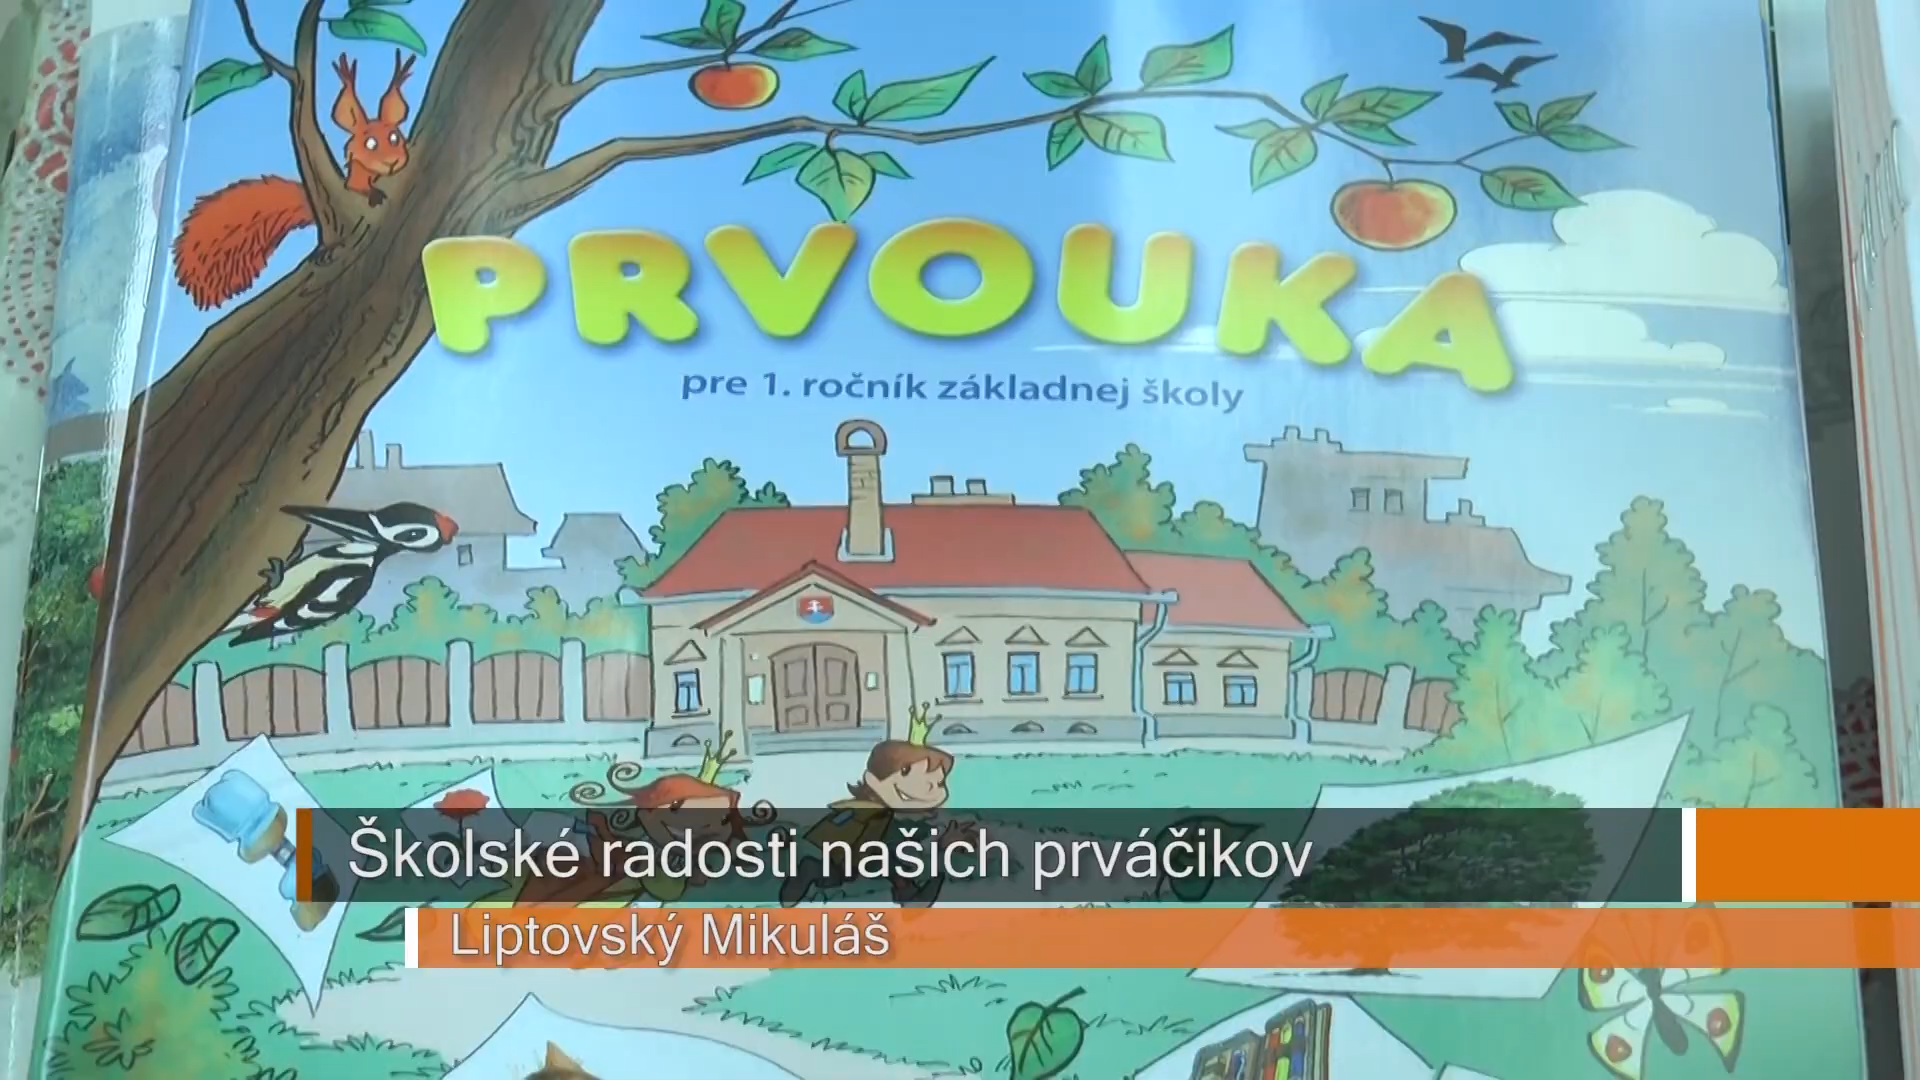 PRVOUKA
pre 1. ročník základnej školy
Školské radosti našich prváčikov
Liptovský Mikuláš